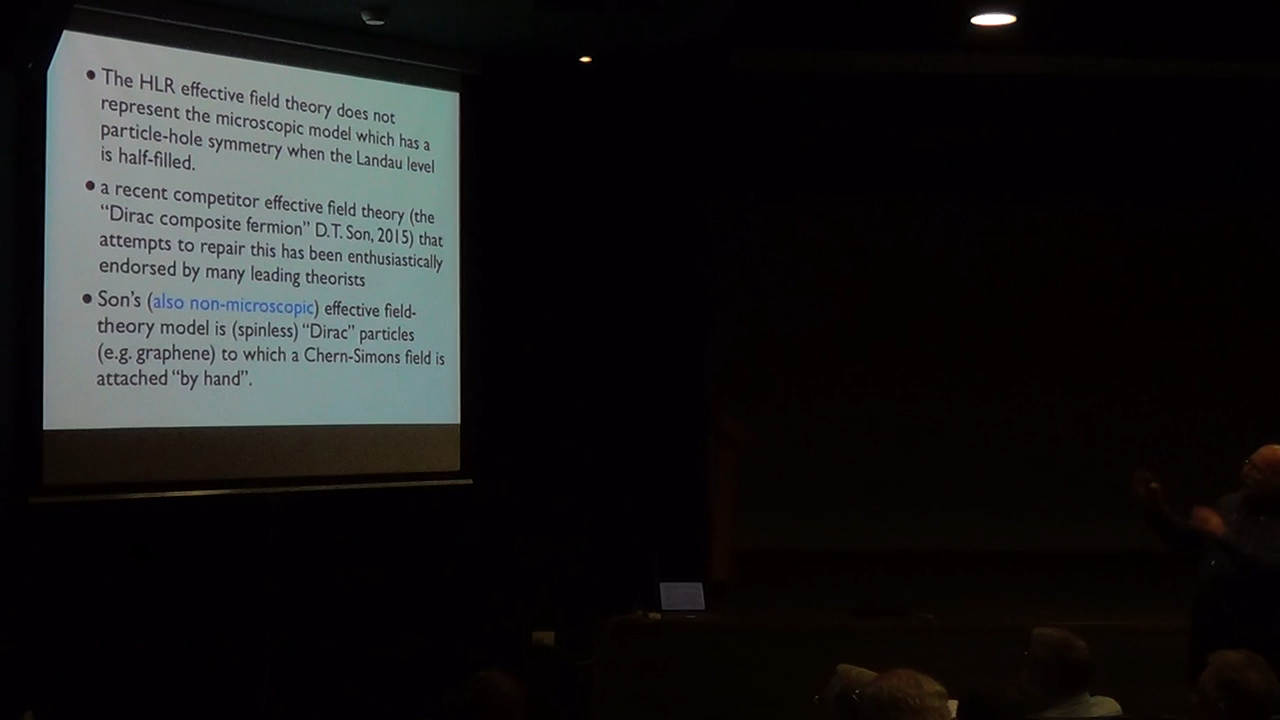 • The HLR effective field theory does not
represent the microscopic model which has a
particle-hole symmetry when the Landau level
is half-filled.
• a recent competitor effective field theory (the
“Dirac composite fermion” D.T. Son, 2015) that
attempts to repair this has been enthusiastically
endorsed by many leading theorists
• Son’s (also non-microscopic) effective field-
theory model is (spinless) “Dirac” particles
(e.g. graphene) to which a Chern-Simons field is
attached “by hand”.